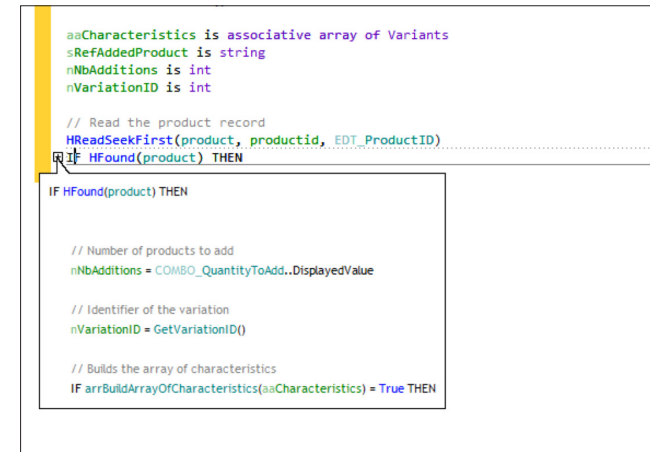 aaCharacteristics is associative array of Variants
sRefAddedProduct is string
nNbAdditions is int
nVariationID is int
// Read the product record
HReadSeekFirst(product, productid, EDT_ProductID)
IF HFound(product) THEN
IF HFound(product) THEN
// Number of products to add
nNbAdditions = COMBO_QuantityToAdd..DisplayedValue
// Identifier of the variation
nVariationID = GetVariationID()
// Builds the array of characteristics
IF arrBuildArrayOfCharacteristics(aaCharacteristics) = True THEN